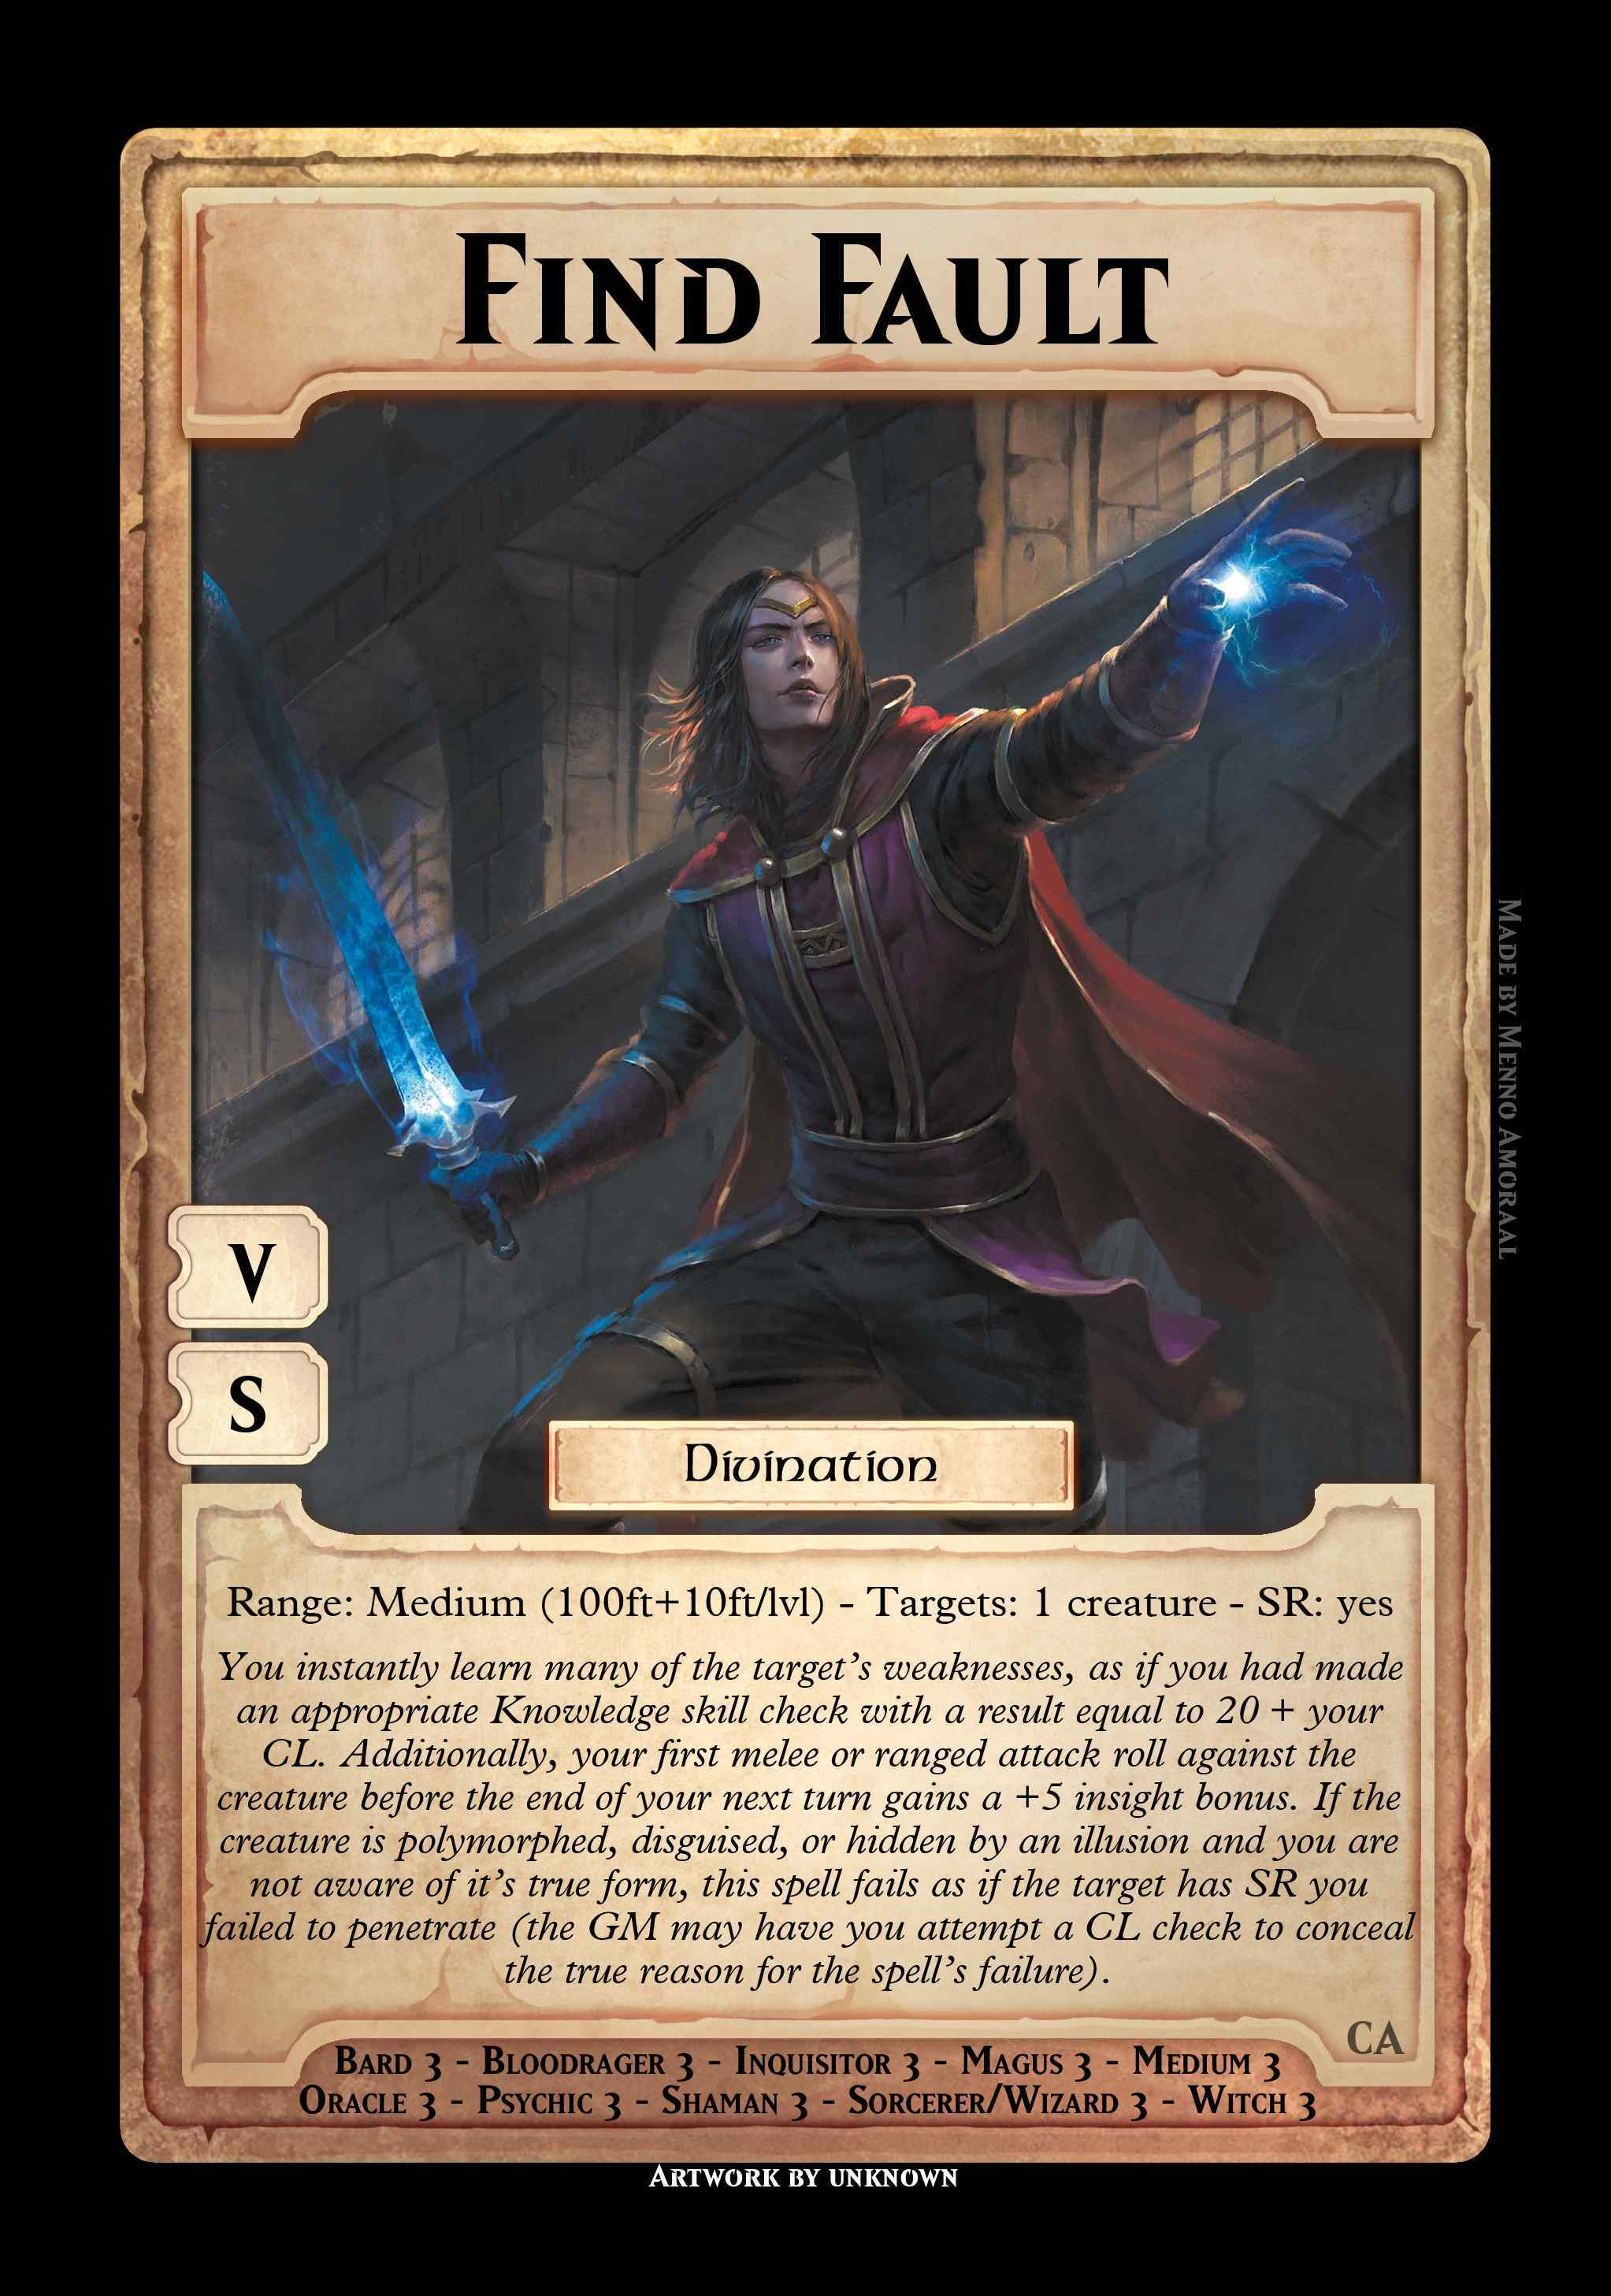 Find Fault
V
S
Divination
Range: Medium (100ft+10ft/lvl) - Targets: 1 creature - SR: yes
You instantly learn many of the target's weaknesses, as if you had made
an appropriate Knowledge skill check with a result equal to 20 + your
CL. Additionally, your first melee or ranged attack roll against the
creature before the end of your next turn gains a +5 insight bonus. If the
creature is polymorphed, disguised, or hidden by an illusion and you are
not aware of it's true form, this spell fails as if the target has SR you
failed to penetrate (the GM may have you attempt a CL check to conceal
the true reason for the spell's failure).
CA
Bard 3 - Bloodrager 3 - Inquisitor 3 - Magus 3 - Medium 3
Oracle 3 - Psychic 3 - Shaman 3 - Sorcerer/Wizard 3 - Witch 3
Artwork by unknown
Made by Menno Amoraal